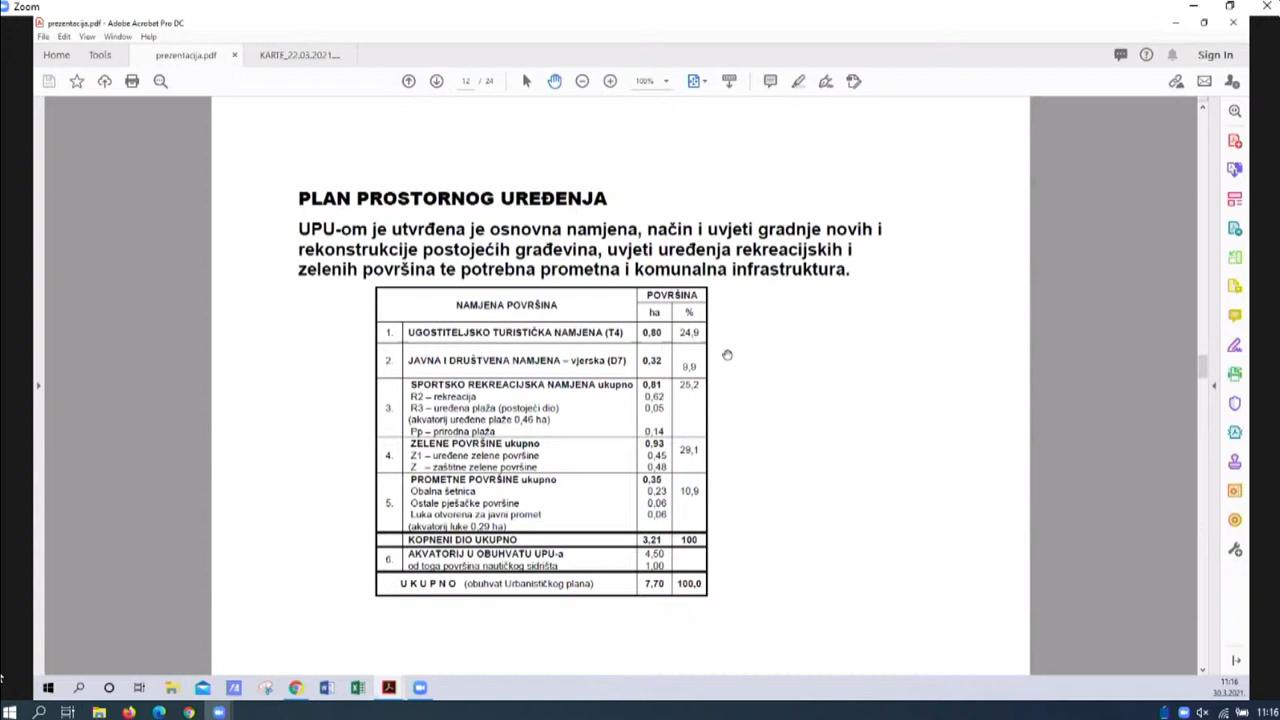 Zoom
prezentacija.pdf - Adobe Acrobat Pro DC
File Edit View Window Help
Home Tools prezentacija.pdf × KARTE_22.03.2021....
Sign In
12 / 24 100%
PLAN PROSTORNOG UREĐENJA
UPU-om je utvrđena je osnovna namjena, način i uvjeti gradnje novih i
rekonstrukcije postojećih građevina, uvjeti uređenja rekreacijskih i
zelenih površina te potrebna prometna i komunalna infrastruktura.
NAMJENA POVRŠINA POVRŠINA
ha %
1. UGOSTITELJSKO TURISTIČKA NAMJENA (T4) 0,80 24,9
2. JAVNA I DRUŠTVENA NAMJENA – vjerska (D7) 0,32 9,9
3. SPORTSKO REKREACIJSKA NAMJENA ukupno 0,81 25,2
R2 – rekreacija 0,62
R3 – uređena plaža (postojeći dio) 0,05
(akvatorij uređene plaže 0,46 ha)
Pp – prirodna plaža 0,14
4. ZELENE POVRŠINE ukupno 0,93 29,1
Z1 – uređene zelene površine 0,45
Z – zaštitne zelene površine 0,48
5. PROMETNE POVRŠINE ukupno 0,35 10,9
Obalna šetnica 0,23
Ostale pješačke površine 0,06
Luka otvorena za javni promet 0,06
(akvatorij luke 0,29 ha)
KOPNENI DIO UKUPNO 3,21 100
6. AKVATORIJ U OBUHVATU UPU-a 4,50
od toga površina nautičkog sidrišta 1,00
U K U P N O (obuhvat Urbanističkog plana) 7,70 100,0
11:16
30.3.2021.
11:16